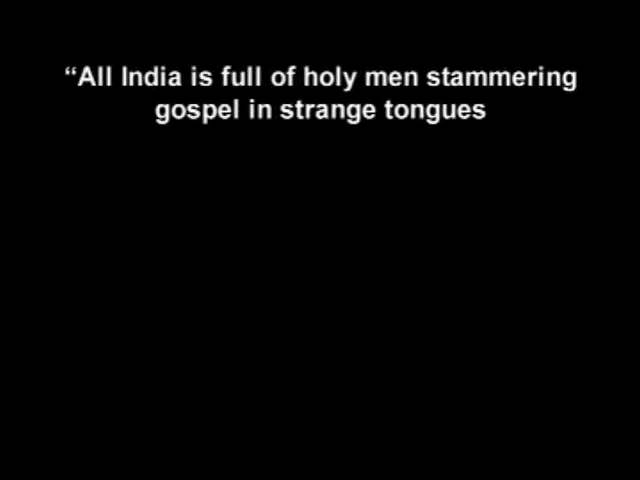 “All India is full of holy men stammering
gospel in strange tongues